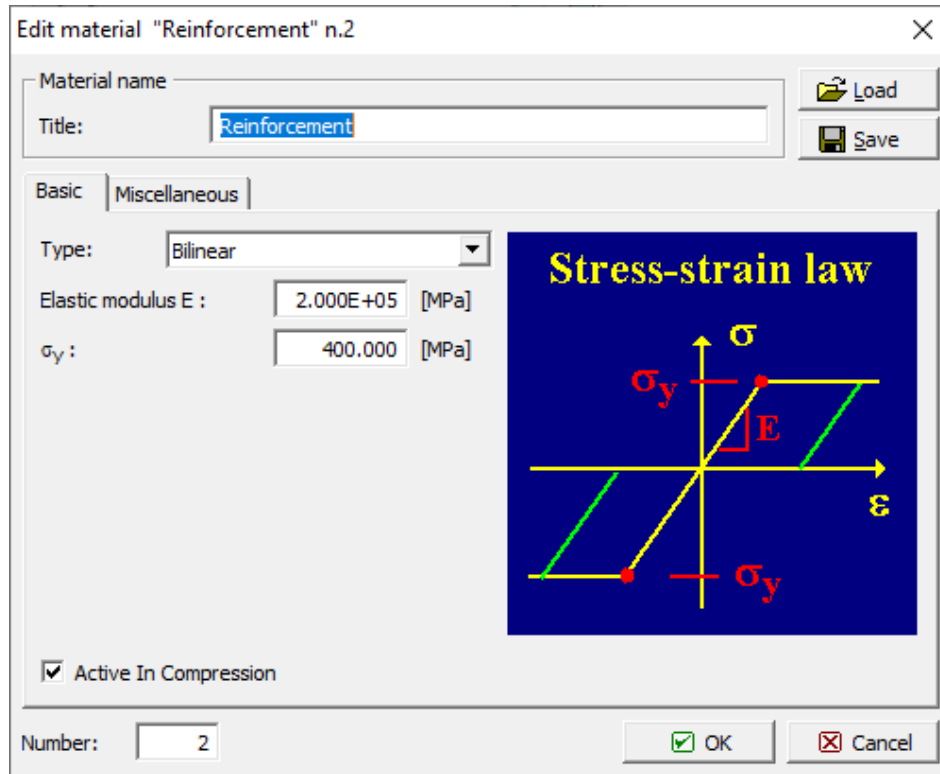 Edit material "Reinforcement" n.2
Material name
Title: Reinforcement
Load
Save
Basic Miscellaneous
Type: Bilinear
Elastic modulus E : 2.000E+05 [MPa]
σy : 400.000 [MPa]
Stress-strain law
σ
σy
E
ε
σy
Active In Compression
Number: 2 OK Cancel